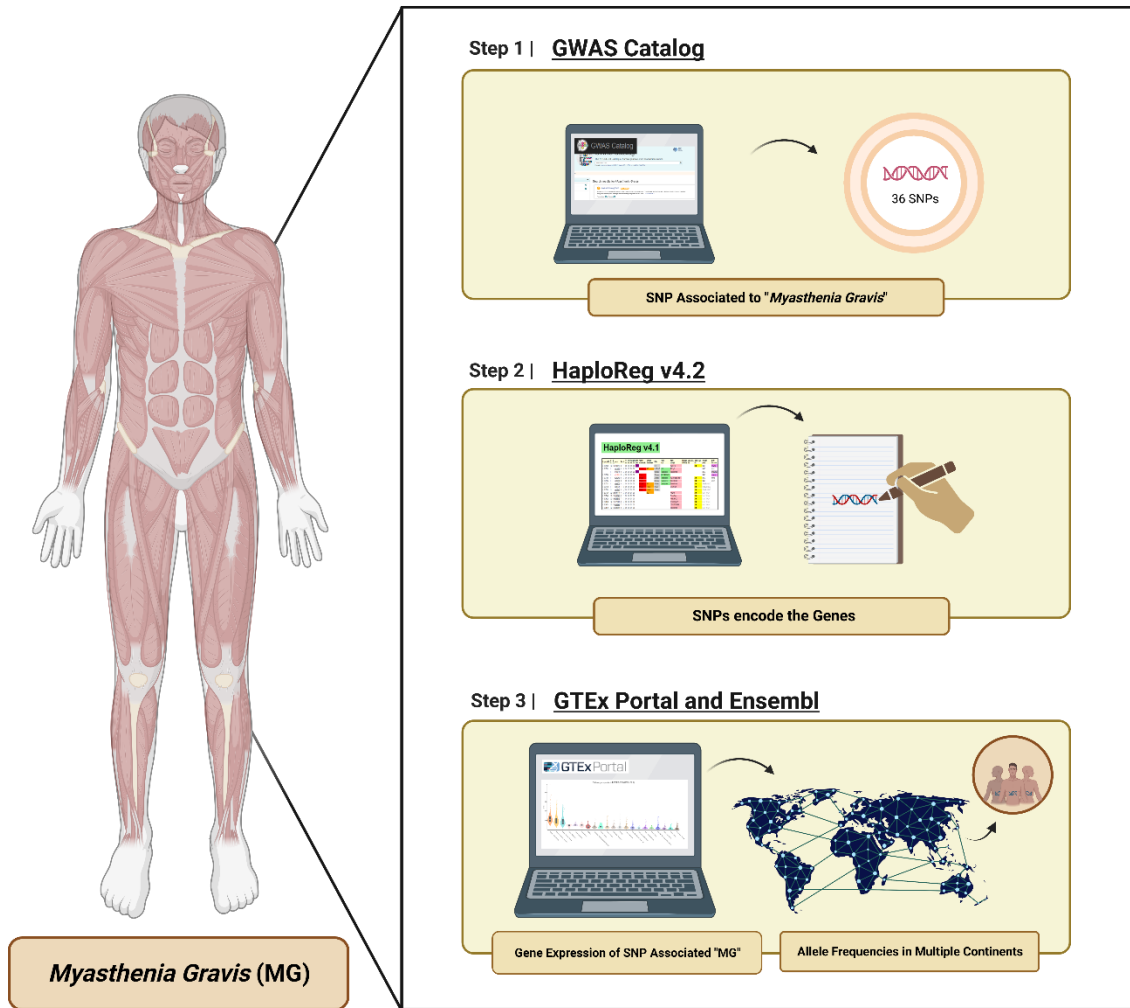 Step 1 | GWAS Catalog
GWAS Catalog
36 SNPs
SNP Associated to "Myasthenia Gravis"
Step 2 | HaploReg v4.2
HaploReg v4.1
SNPs encode the Genes
Step 3 | GTEx Portal and Ensembl
GTEx Portal
Gene Expression of SNP Associated "MG"
Allele Frequencies in Multiple Continents
Myasthenia Gravis (MG)